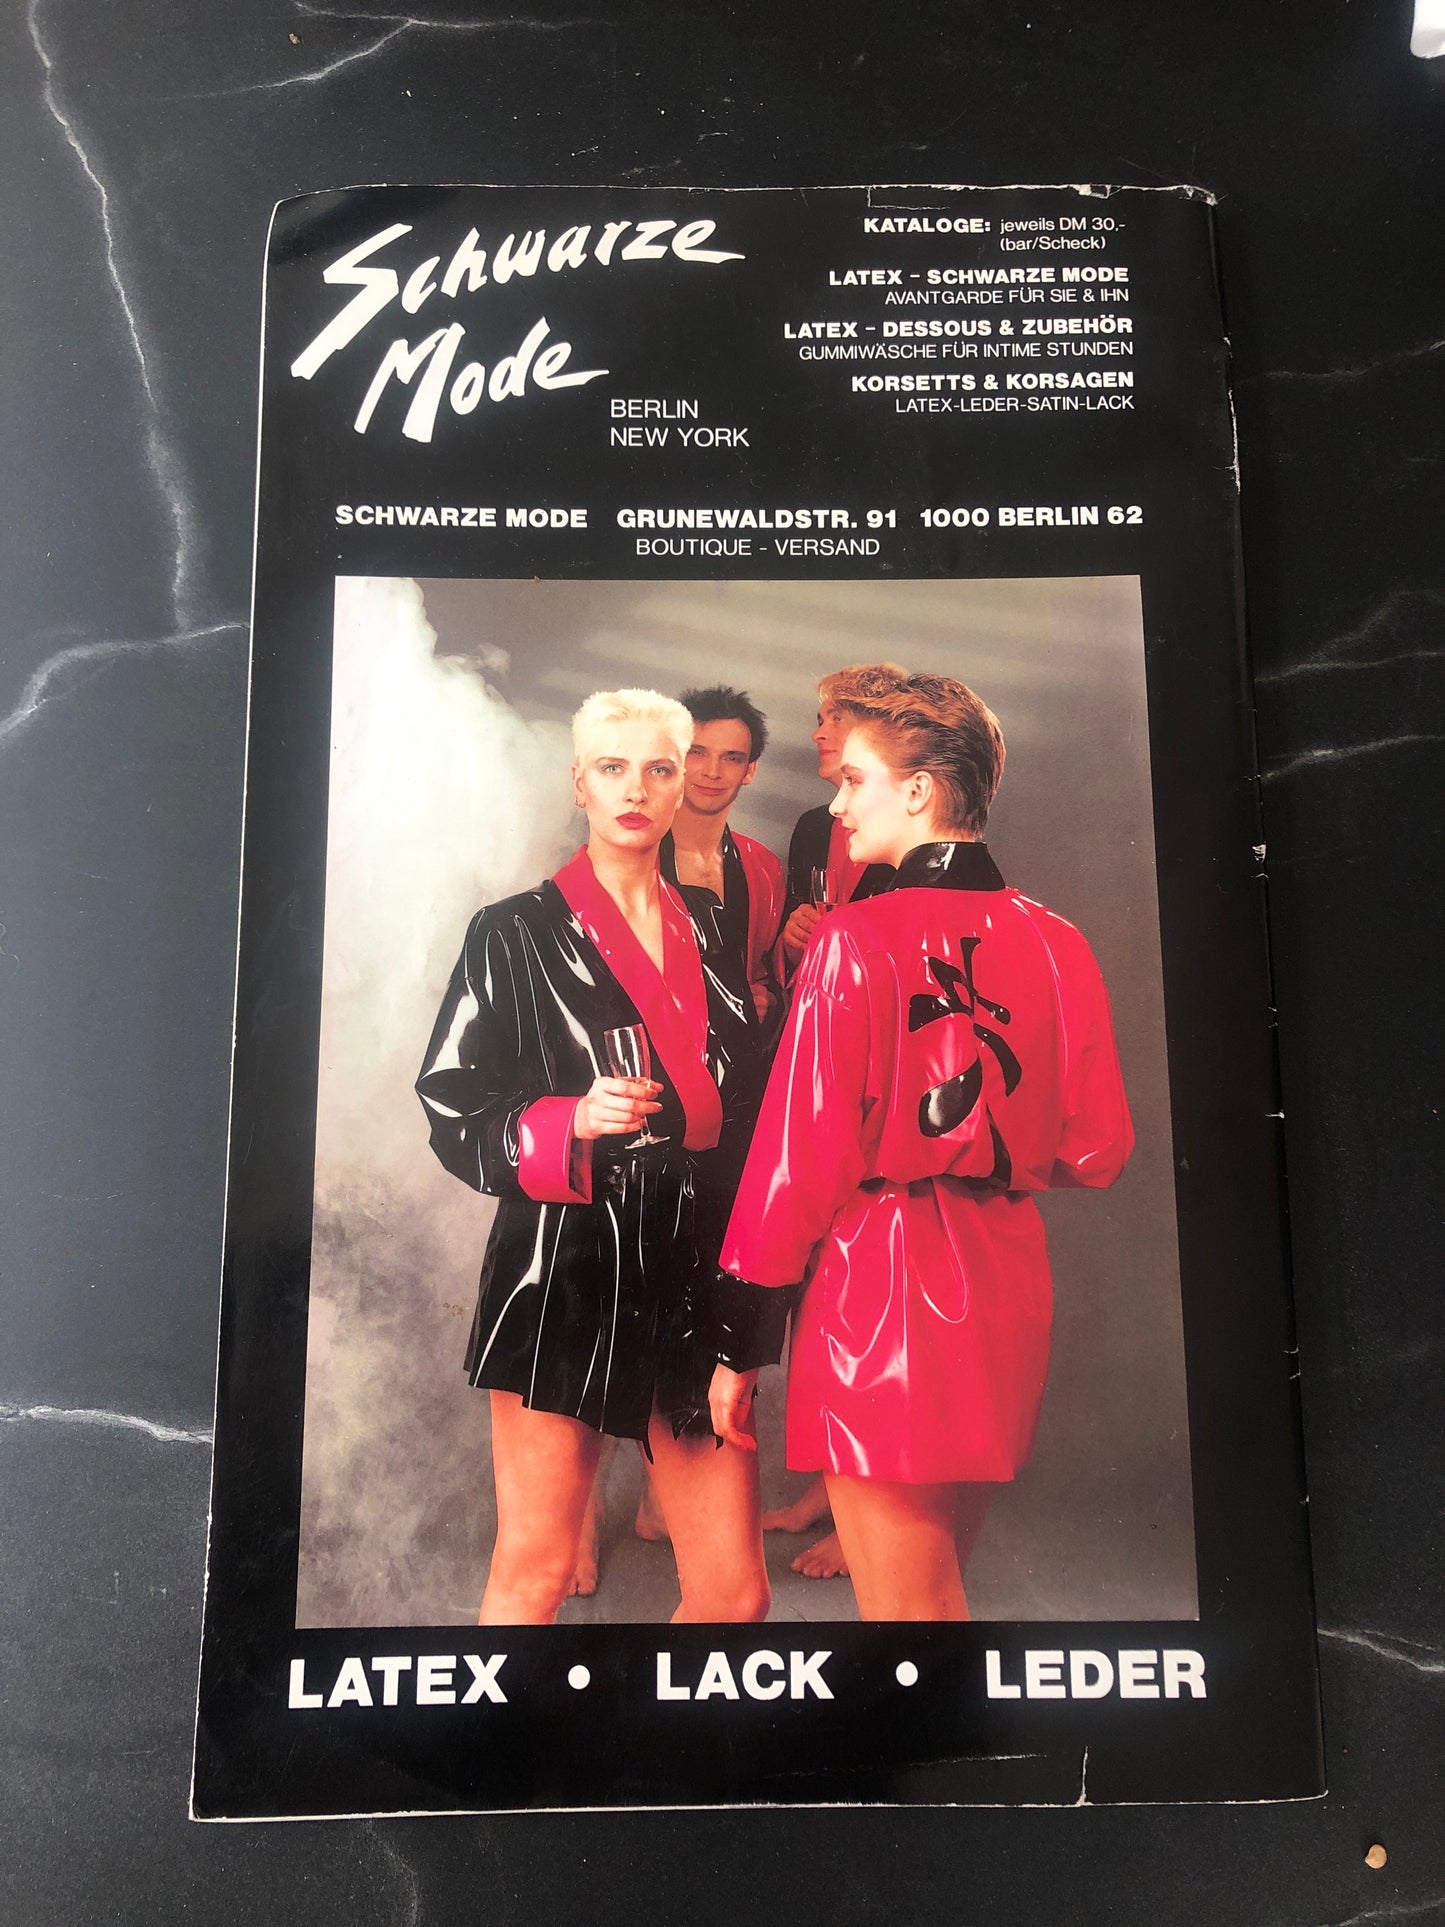 Schwarze
Mode
BERLIN
NEW YORK
KATALOGE: jeweils DM 30,-
(bar/Scheck)
LATEX - SCHWARZE MODE
AVANTGARDE FÜR SIE & IHN
LATEX - DESSOUS & ZUBEHÖR
GUMMIWÄSCHE FÜR INTIME STUNDEN
KORSETTS & KORSAGEN
LATEX-LEDER-SATIN-LACK
SCHWARZE MODE GRUNEWALDSTR. 91 1000 BERLIN 62
BOUTIQUE - VERSAND
LATEX • LACK • LEDER